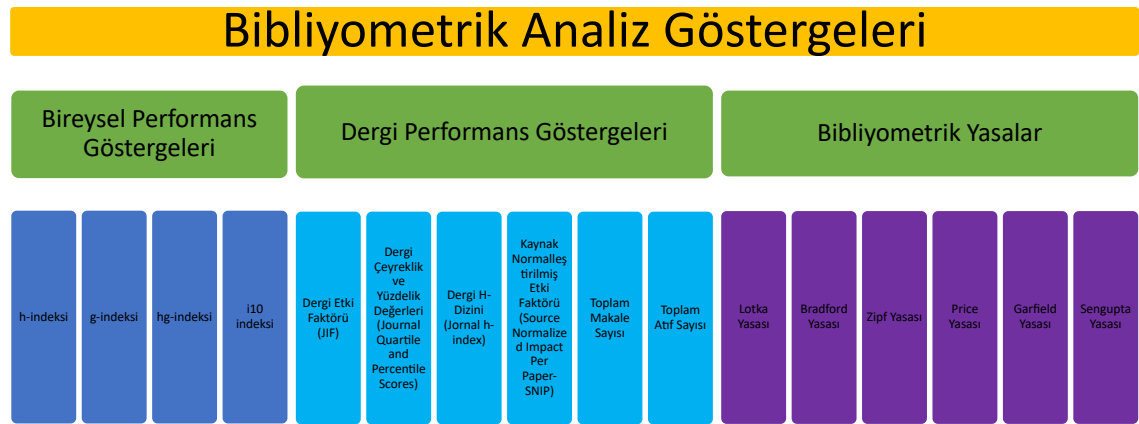 Bibliyometrik Analiz Göstergeleri
Bireysel Performans
Göstergeleri
Dergi Performans Göstergeleri
Bibliyometrik Yasalar
h-indeksi
g-indeksi
hg-indeksi
i10
indeksi
Dergi Etki
Faktörü
(JIF)
Dergi
Çeyreklik
ve
Yüzdelik
Değerleri
(Journal
Quartile
and
Percentile
Scores)
Dergi H-
Dizini
(Jornal h-
index)
Kaynak
Normalleş
tirilmiş
Etki
Faktörü
(Source
Normalize
d Impact
Per
Paper-
SNIP)
Toplam
Makale
Sayısı
Toplam
Atıf Sayısı
Lotka
Yasası
Bradford
Yasası
Zipf Yasası
Price
Yasası
Garfield
Yasası
Sengupta
Yasası